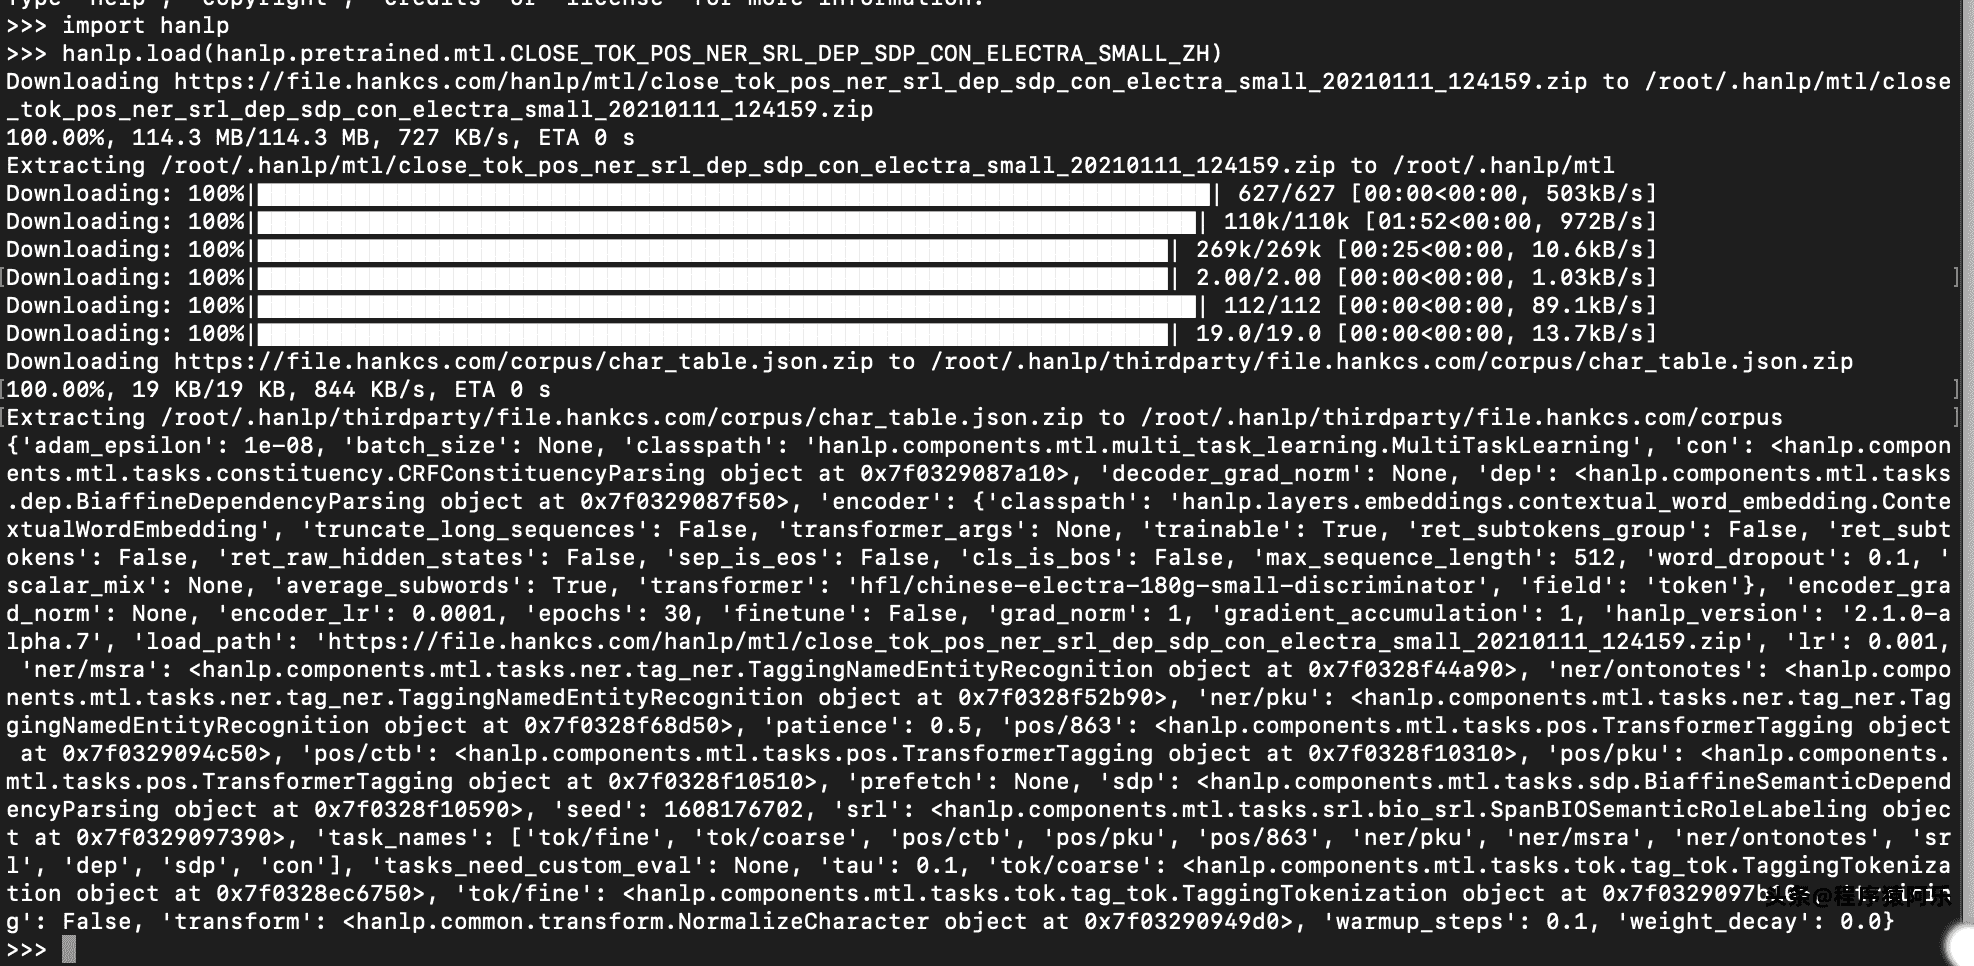 Type "help", "copyright", "credits" or "license" for more information.
>>> import hanlp
>>> hanlp.load(hanlp.pretrained.mtl.CLOSE_TOK_POS_NER_SRL_DEP_SDP_CON_ELECTRA_SMALL_ZH)
Downloading https://file.hankcs.com/hanlp/mtl/close_tok_pos_ner_srl_dep_sdp_con_electra_small_20210111_124159.zip to /root/.hanlp/mtl/close
_tok_pos_ner_srl_dep_sdp_con_electra_small_20210111_124159.zip
100.00%, 114.3 MB/114.3 MB, 727 KB/s, ETA 0 s
Extracting /root/.hanlp/mtl/close_tok_pos_ner_srl_dep_sdp_con_electra_small_20210111_124159.zip to /root/.hanlp/mtl
Downloading: 100%| | 627/627 [00:00<00:00, 503kB/s]
Downloading: 100%| | 110k/110k [01:52<00:00, 972B/s]
Downloading: 100%| | 269k/269k [00:25<00:00, 10.6kB/s]
[Downloading: 100%| | 2.00/2.00 [00:00<00:00, 1.03kB/s] ]
Downloading: 100%| | 112/112 [00:00<00:00, 89.1kB/s]
Downloading: 100%| | 19.0/19.0 [00:00<00:00, 13.7kB/s]
Downloading https://file.hankcs.com/corpus/char_table.json.zip to /root/.hanlp/thirdparty/file.hankcs.com/corpus/char_table.json.zip
[100.00%, 19 KB/19 KB, 844 KB/s, ETA 0 s ]
[Extracting /root/.hanlp/thirdparty/file.hankcs.com/corpus/char_table.json.zip to /root/.hanlp/thirdparty/file.hankcs.com/corpus ]
{'adam_epsilon': 1e-08, 'batch_size': None, 'classpath': 'hanlp.components.mtl.multi_task_learning.MultiTaskLearning', 'con': <hanlp.compon
ents.mtl.tasks.constituency.CRFConstituencyParsing object at 0x7f0329087a10>, 'decoder_grad_norm': None, 'dep': <hanlp.components.mtl.tasks
.dep.BiaffineDependencyParsing object at 0x7f0329087f50>, 'encoder': {'classpath': 'hanlp.layers.embeddings.contextual_word_embedding.Conte
xtualWordEmbedding', 'truncate_long_sequences': False, 'transformer_args': None, 'trainable': True, 'ret_subtokens_group': False, 'ret_subt
okens': False, 'ret_raw_hidden_states': False, 'sep_is_eos': False, 'cls_is_bos': False, 'max_sequence_length': 512, 'word_dropout': 0.1, '
scalar_mix': None, 'average_subwords': True, 'transformer': 'hfl/chinese-electra-180g-small-discriminator', 'field': 'token'}, 'encoder_gra
d_norm': None, 'encoder_lr': 0.0001, 'epochs': 30, 'finetune': False, 'grad_norm': 1, 'gradient_accumulation': 1, 'hanlp_version': '2.1.0-a
lpha.7', 'load_path': 'https://file.hankcs.com/hanlp/mtl/close_tok_pos_ner_srl_dep_sdp_con_electra_small_20210111_124159.zip', 'lr': 0.001,
'ner/msra': <hanlp.components.mtl.tasks.ner.tag_ner.TaggingNamedEntityRecognition object at 0x7f0328f44a90>, 'ner/ontonotes': <hanlp.compo
nents.mtl.tasks.ner.tag_ner.TaggingNamedEntityRecognition object at 0x7f0328f52b90>, 'ner/pku': <hanlp.components.mtl.tasks.ner.tag_ner.Tag
gingNamedEntityRecognition object at 0x7f0328f68d50>, 'patience': 0.5, 'pos/863': <hanlp.components.mtl.tasks.pos.TransformerTagging object
at 0x7f0329094c50>, 'pos/ctb': <hanlp.components.mtl.tasks.pos.TransformerTagging object at 0x7f0328f10310>, 'pos/pku': <hanlp.components.
mtl.tasks.pos.TransformerTagging object at 0x7f0328f10510>, 'prefetch': None, 'sdp': <hanlp.components.mtl.tasks.sdp.BiaffineSemanticDepend
encyParsing object at 0x7f0328f10590>, 'seed': 1608176702, 'srl': <hanlp.components.mtl.tasks.srl.bio_srl.SpanBIOSemanticRoleLabeling objec
t at 0x7f0329097390>, 'task_names': ['tok/fine', 'tok/coarse', 'pos/ctb', 'pos/pku', 'pos/863', 'ner/pku', 'ner/msra', 'ner/ontonotes', 'sr
l', 'dep', 'sdp', 'con'], 'tasks_need_custom_eval': None, 'tau': 0.1, 'tok/coarse': <hanlp.components.mtl.tasks.tok.tag_tok.TaggingTokeniza
tion object at 0x7f0328ec6750>, 'tok/fine': <hanlp.components.mtl.tasks.tok.tag_tok.TaggingTokenization object at
头条@程序猿阿乐
g': False, 'transform': <hanlp.common.transform.NormalizeCharacter object at 0x7f03290949d0>, 'warmup_steps': 0.1, 'weight_decay': 0.0}
>>>